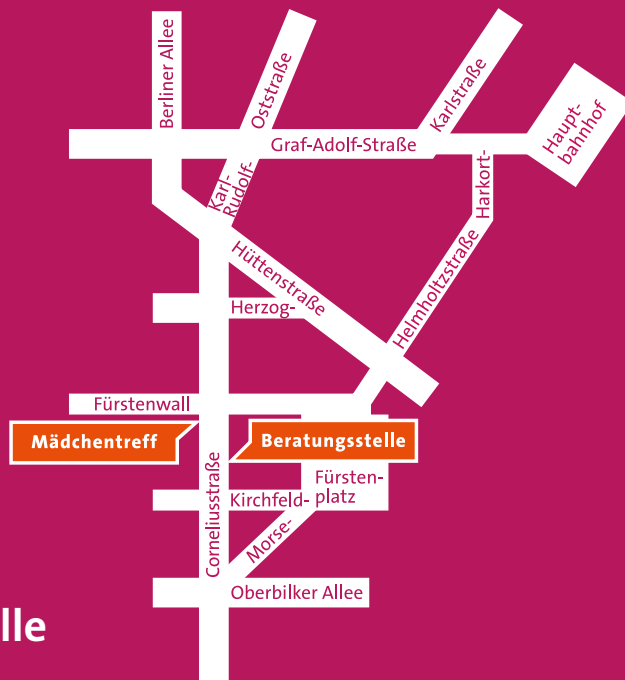 Berliner Allee
Oststraße
Karlstraße
Haupt-
bahnhof
Graf-Adolf-Straße
Karl-
Rudolf-
Harkort-
Hüttenstraße
Helmholtzstraße
Herzog-
Fürstenwall
Mädchentreff
Beratungsstelle
Corneliusstraße
Kirchfeld-
Fürsten-
platz
Morse-
Oberbilker Allee
lle